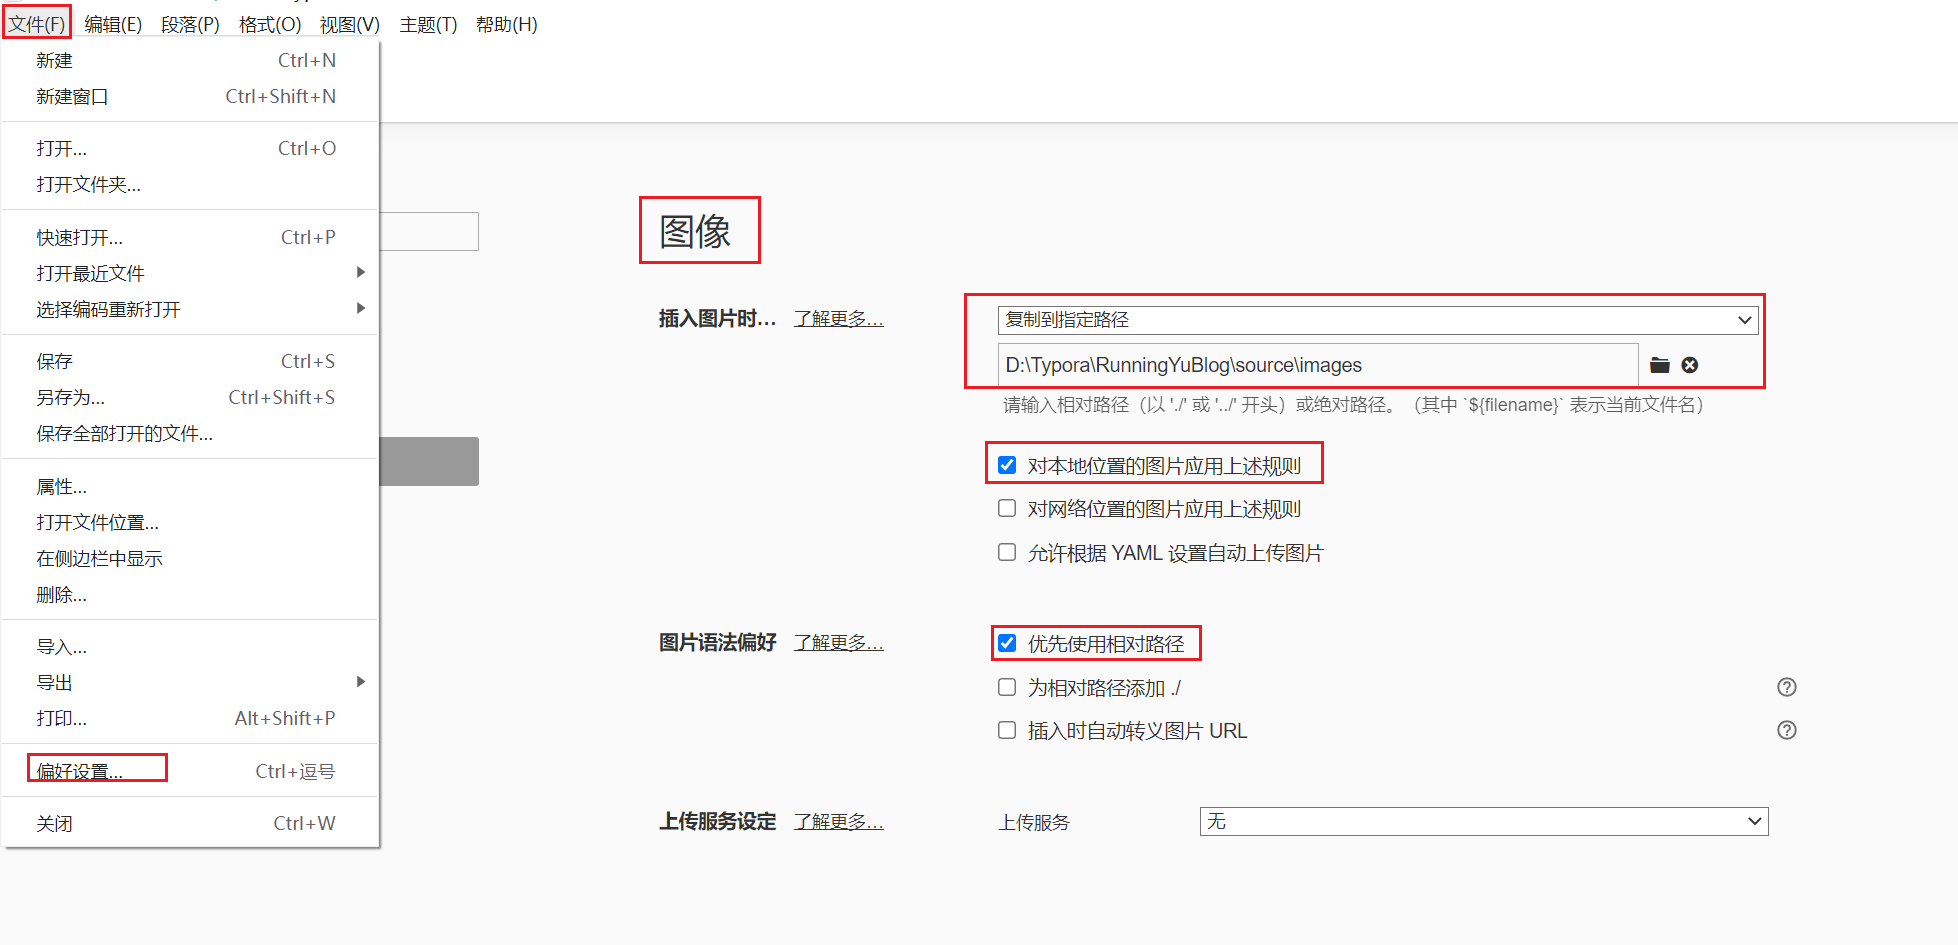 文件(F) 编辑(E) 段落(P) 格式(O) 视图(V) 主题(T) 帮助(H)
新建 Ctrl+N
新建窗口 Ctrl+Shift+N
打开... Ctrl+O
打开文件夹...
快速打开... Ctrl+P
打开最近文件
选择编码重新打开
保存 Ctrl+S
另存为... Ctrl+Shift+S
保存全部打开的文件...
属性...
打开文件位置...
在侧边栏中显示
删除...
导入...
导出
打印... Alt+Shift+P
偏好设置... Ctrl+逗号
关闭 Ctrl+W
图像
插入图片时... 了解更多...
复制到指定路径
D:\Typora\RunningYuBlog\source\images
请输入相对路径（以 './' 或 '../' 开头）或绝对路径。（其中 `${filename}` 表示当前文件名）
对本地位置的图片应用上述规则
对网络位置的图片应用上述规则
允许根据 YAML 设置自动上传图片
图片语法偏好 了解更多...
优先使用相对路径
为相对路径添加 ./
插入时自动转义图片 URL
上传服务设定 了解更多...
上传服务 无